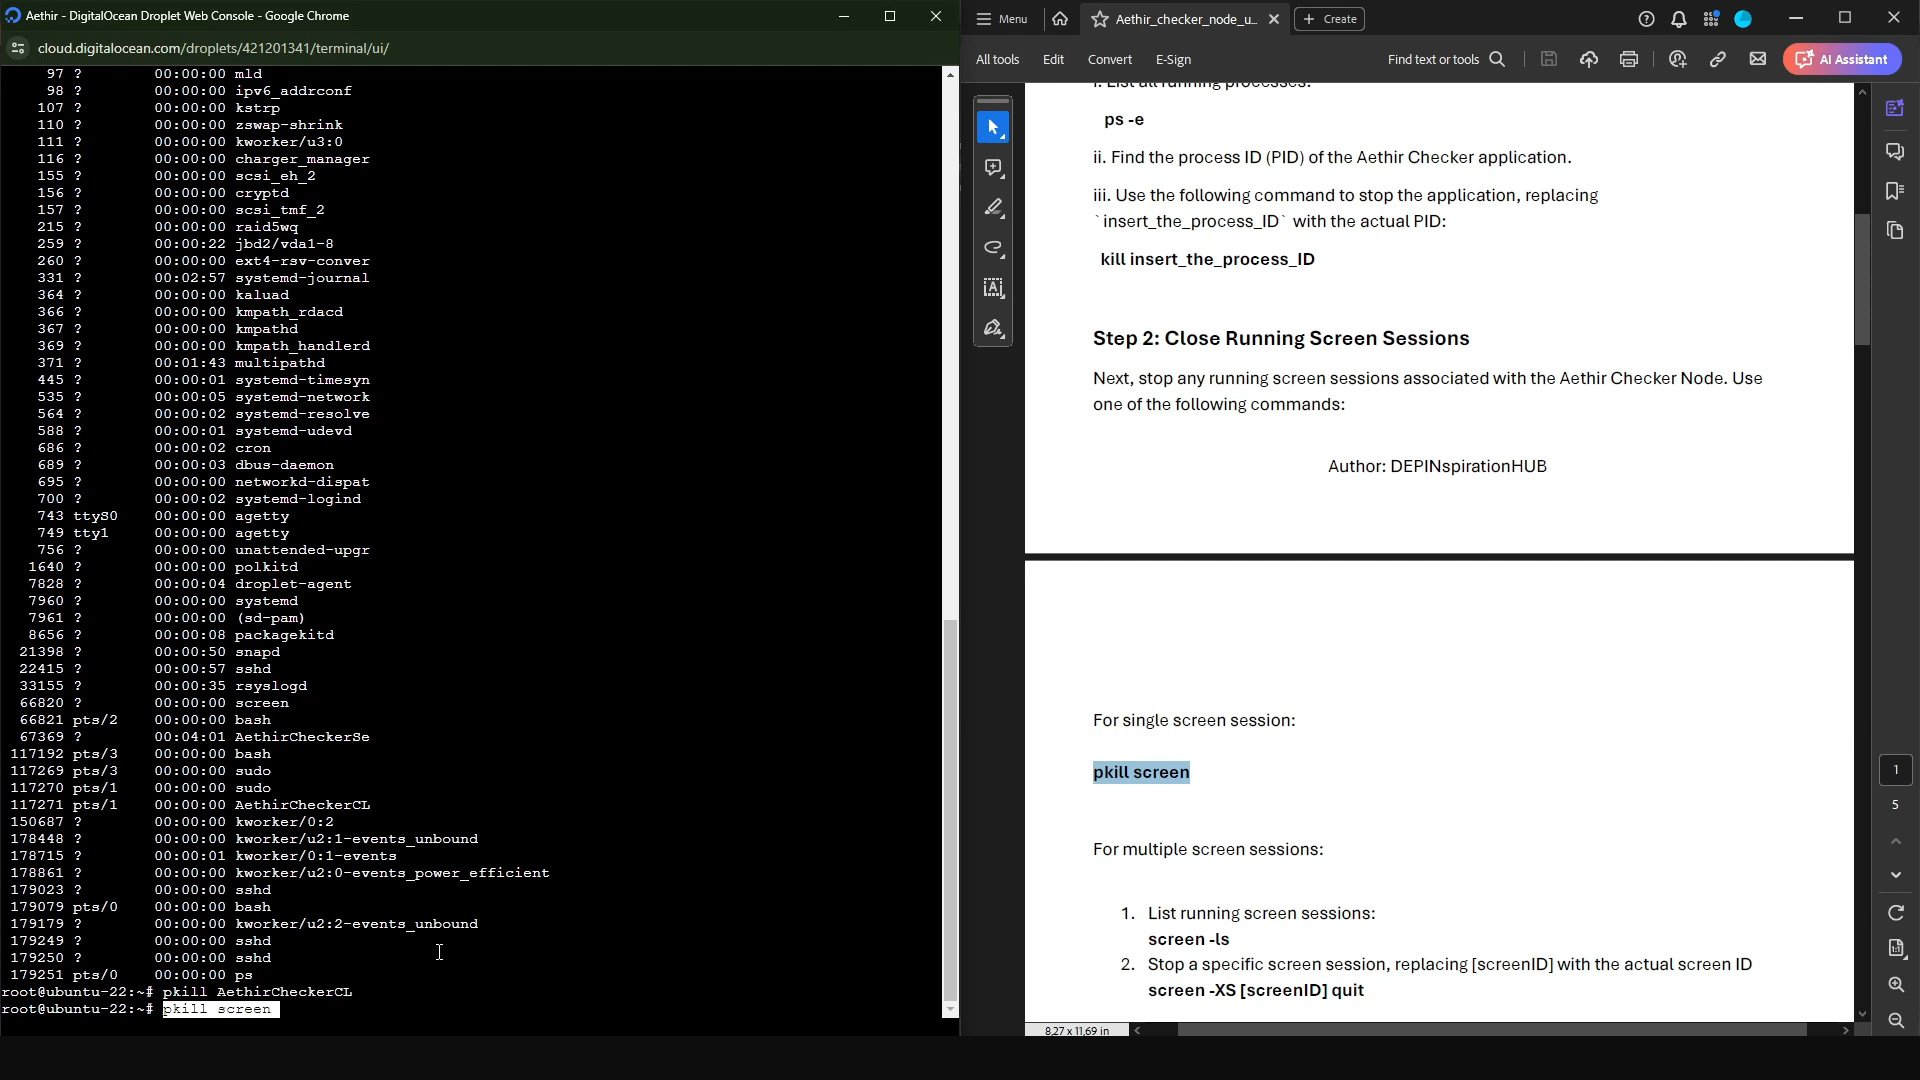 Aethir - DigitalOcean Droplet Web Console - Google Chrome
cloud.digitalocean.com/droplets/421201341/terminal/ui/
97 ? 00:00:00 mld
98 ? 00:00:00 ipv6_addrconf
107 ? 00:00:00 kstrp
110 ? 00:00:00 zswap-shrink
111 ? 00:00:00 kworker/u3:0
116 ? 00:00:00 charger_manager
155 ? 00:00:00 scsi_eh_2
156 ? 00:00:00 cryptd
157 ? 00:00:00 scsi_tmf_2
215 ? 00:00:00 raid5wq
259 ? 00:00:22 jbd2/vda1-8
260 ? 00:00:00 ext4-rsv-conver
331 ? 00:02:57 systemd-journal
364 ? 00:00:00 kaluad
366 ? 00:00:00 kmpath_rdacd
367 ? 00:00:00 kmpathd
369 ? 00:00:00 kmpath_handlerd
371 ? 00:01:43 multipathd
445 ? 00:00:01 systemd-timesyn
535 ? 00:00:05 systemd-network
564 ? 00:00:02 systemd-resolve
588 ? 00:00:01 systemd-udevd
686 ? 00:00:02 cron
689 ? 00:00:03 dbus-daemon
695 ? 00:00:00 networkd-dispat
700 ? 00:00:02 systemd-logind
743 ttyS0 00:00:00 agetty
749 tty1 00:00:00 agetty
756 ? 00:00:00 unattended-upgr
1640 ? 00:00:00 polkitd
7828 ? 00:00:04 droplet-agent
7960 ? 00:00:00 systemd
7961 ? 00:00:00 (sd-pam)
8656 ? 00:00:08 packagekitd
21398 ? 00:00:50 snapd
22415 ? 00:00:57 sshd
33155 ? 00:00:35 rsyslogd
66820 ? 00:00:00 screen
66821 pts/2 00:00:00 bash
67369 ? 00:04:01 AethirCheckerSe
117192 pts/3 00:00:00 bash
117269 pts/3 00:00:00 sudo
117270 pts/1 00:00:00 sudo
117271 pts/1 00:00:00 AethirCheckerCL
150687 ? 00:00:00 kworker/0:2
178448 ? 00:00:00 kworker/u2:1-events_unbound
178715 ? 00:00:01 kworker/0:1-events
178861 ? 00:00:00 kworker/u2:0-events_power_efficient
179023 ? 00:00:00 sshd
179079 pts/0 00:00:00 bash
179179 ? 00:00:00 kworker/u2:2-events_unbound
179249 ? 00:00:00 sshd
179250 ? 00:00:00 sshd
179251 pts/0 00:00:00 ps
root@ubuntu-22:~# pkill AethirCheckerCL
root@ubuntu-22:~# pkill screen
Menu
Aethir_checker_node_u...
Create
All tools Edit Convert E-Sign
Find text or tools
AI Assistant
i. List all running processes:
ps -e
ii. Find the process ID (PID) of the Aethir Checker application.
iii. Use the following command to stop the application, replacing
`insert_the_process_ID` with the actual PID:
kill insert_the_process_ID
Step 2: Close Running Screen Sessions
Next, stop any running screen sessions associated with the Aethir Checker Node. Use
one of the following commands:
Author: DEPINspirationHUB
For single screen session:
pkill screen
For multiple screen sessions:
1. List running screen sessions:
screen -ls
2. Stop a specific screen session, replacing [screenID] with the actual screen ID
screen -XS [screenID] quit
8,27 x 11,69 in
1
5